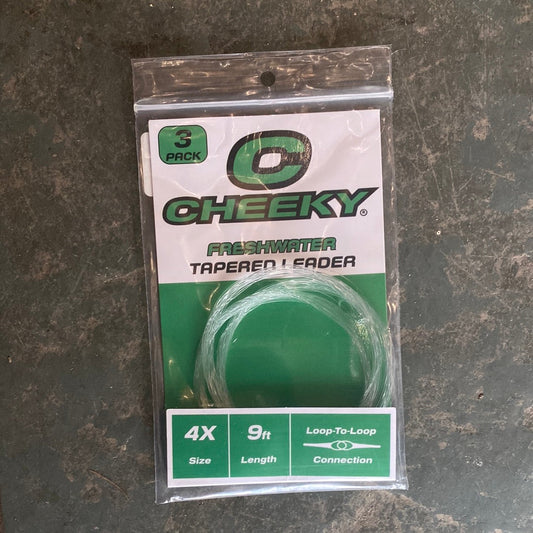 3
PACK
C
CHEEKY®
FRESHWATER
TAPERED LEADER
4X
Size
9ft
Length
Loop-To-Loop
Connection